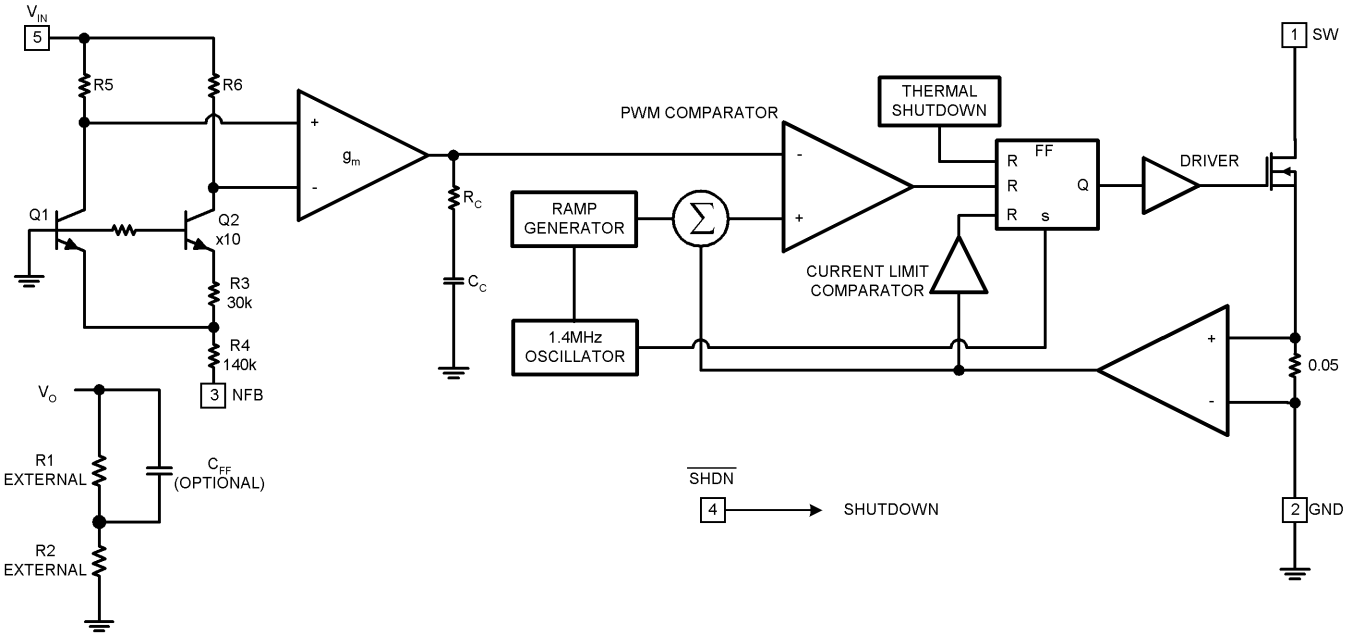 VIN
5
R5
R6
+
gm
-
Q1
Q2
x10
R3
30k
R4
140k
3 NFB
RC
CC
VO
R1
EXTERNAL
CFF
(OPTIONAL)
R2
EXTERNAL
PWM COMPARATOR
-
+
RAMP
GENERATOR
Σ
1.4MHz
OSCILLATOR
THERMAL
SHUTDOWN
FF
R
R
R
Q
s
CURRENT LIMIT
COMPARATOR
DRIVER
1 SW
+
-
0.05
SHDN
4
SHUTDOWN
2 GND